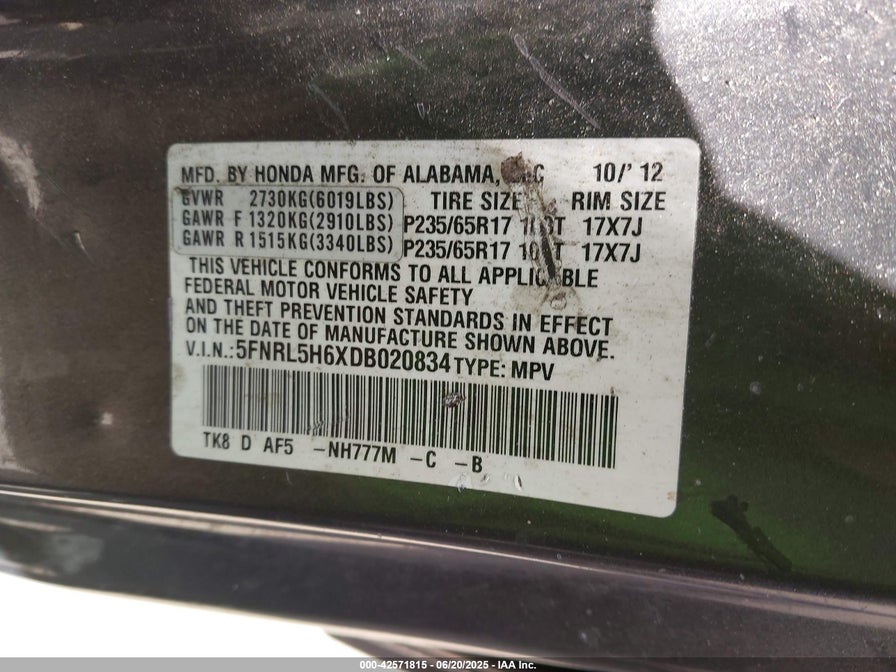 MFD. BY HONDA MFG. OF ALABAMA, 10/'12
GVWR 2730KG(6019LBS) TIRE SIZE RIM SIZE
GAWR F 1320KG(2910LBS) P235/65R17 17X7J
GAWR R 1515KG(3340LBS) P235/65R17 17X7J
THIS VEHICLE CONFORMS TO ALL APPLICABLE
FEDERAL MOTOR VEHICLE SAFETY
AND THEFT PREVENTION STANDARDS IN EFFECT
ON THE DATE OF MANUFACTURE SHOWN ABOVE.
V.I.N.:5FNRL5H6XDB020834 TYPE: MPV
TK8 D AF5 -NH777M -C -B
000-42571815 - 06/20/2025 - IAA Inc.